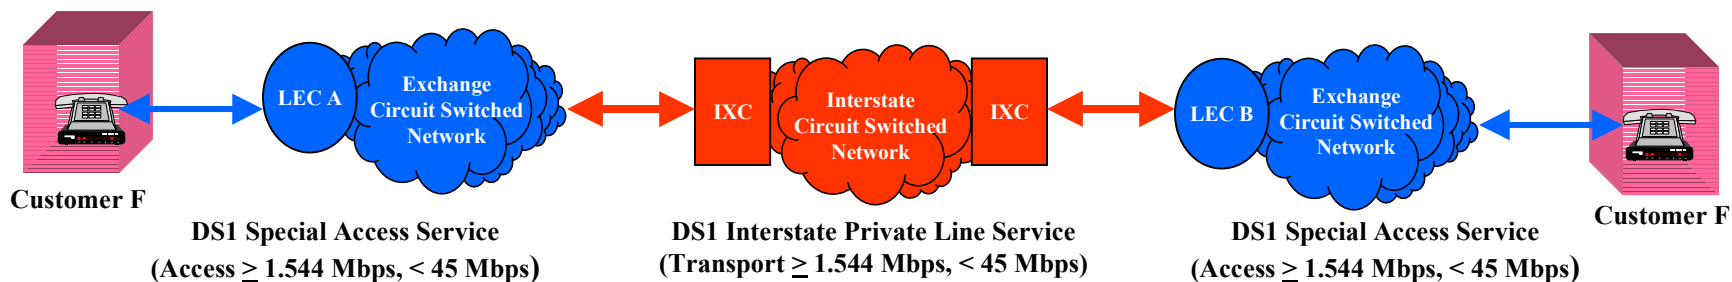 LEC A
Exchange
Circuit Switched
Network
IXC
Interstate
Circuit Switched
Network
IXC
LEC B
Exchange
Circuit Switched
Network
Customer F
DS1 Special Access Service
(Access ≥ 1.544 Mbps, < 45 Mbps)
DS1 Interstate Private Line Service
(Transport ≥ 1.544 Mbps, < 45 Mbps)
DS1 Special Access Service
(Access ≥ 1.544 Mbps, < 45 Mbps)
Customer F